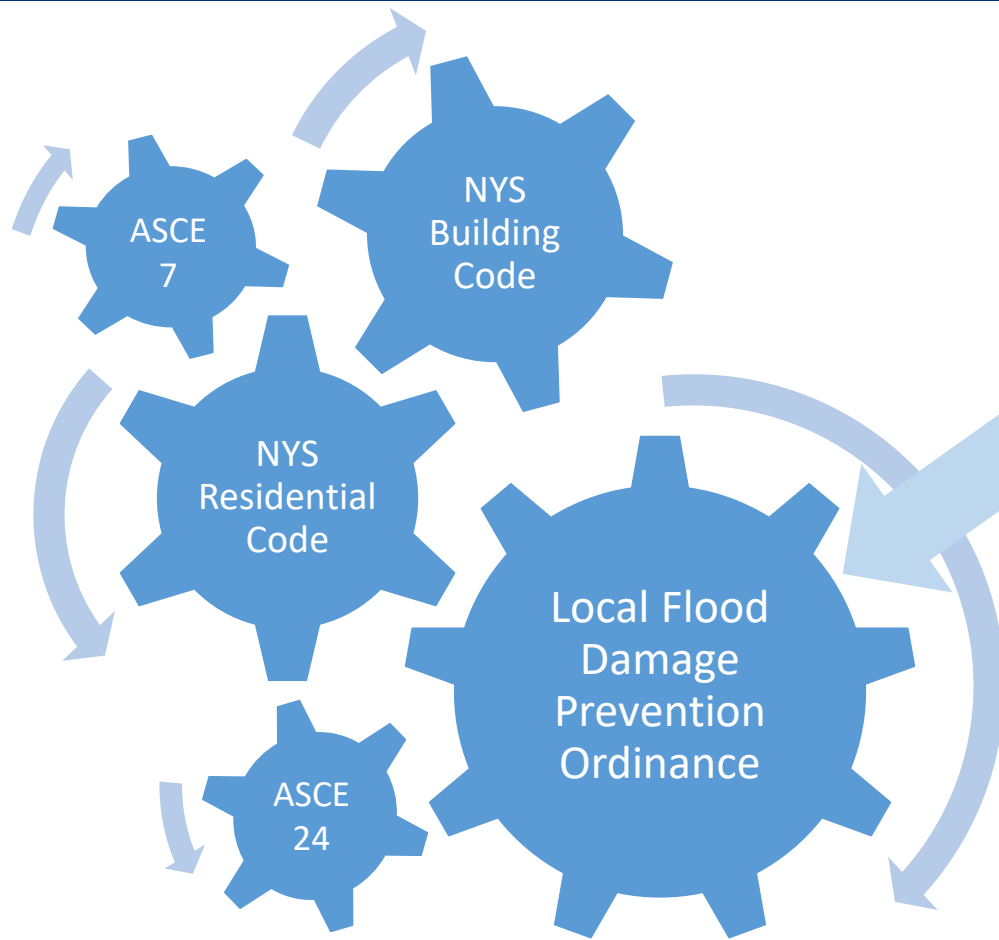 ASCE
7
NYS
Building
Code
NYS
Residential
Code
Local Flood
Damage
Prevention
Ordinance
ASCE
24